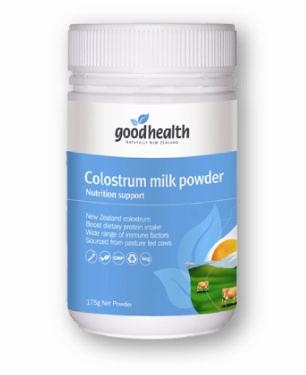 goodhealth
NATURALLY NEW ZEALAND
Colostrum milk powder
Nutrition support
New Zealand colostrum
Boost dietary protein intake
Wide range of immune factors
Sourced from pasture fed cows
GMP
175g Net Powder